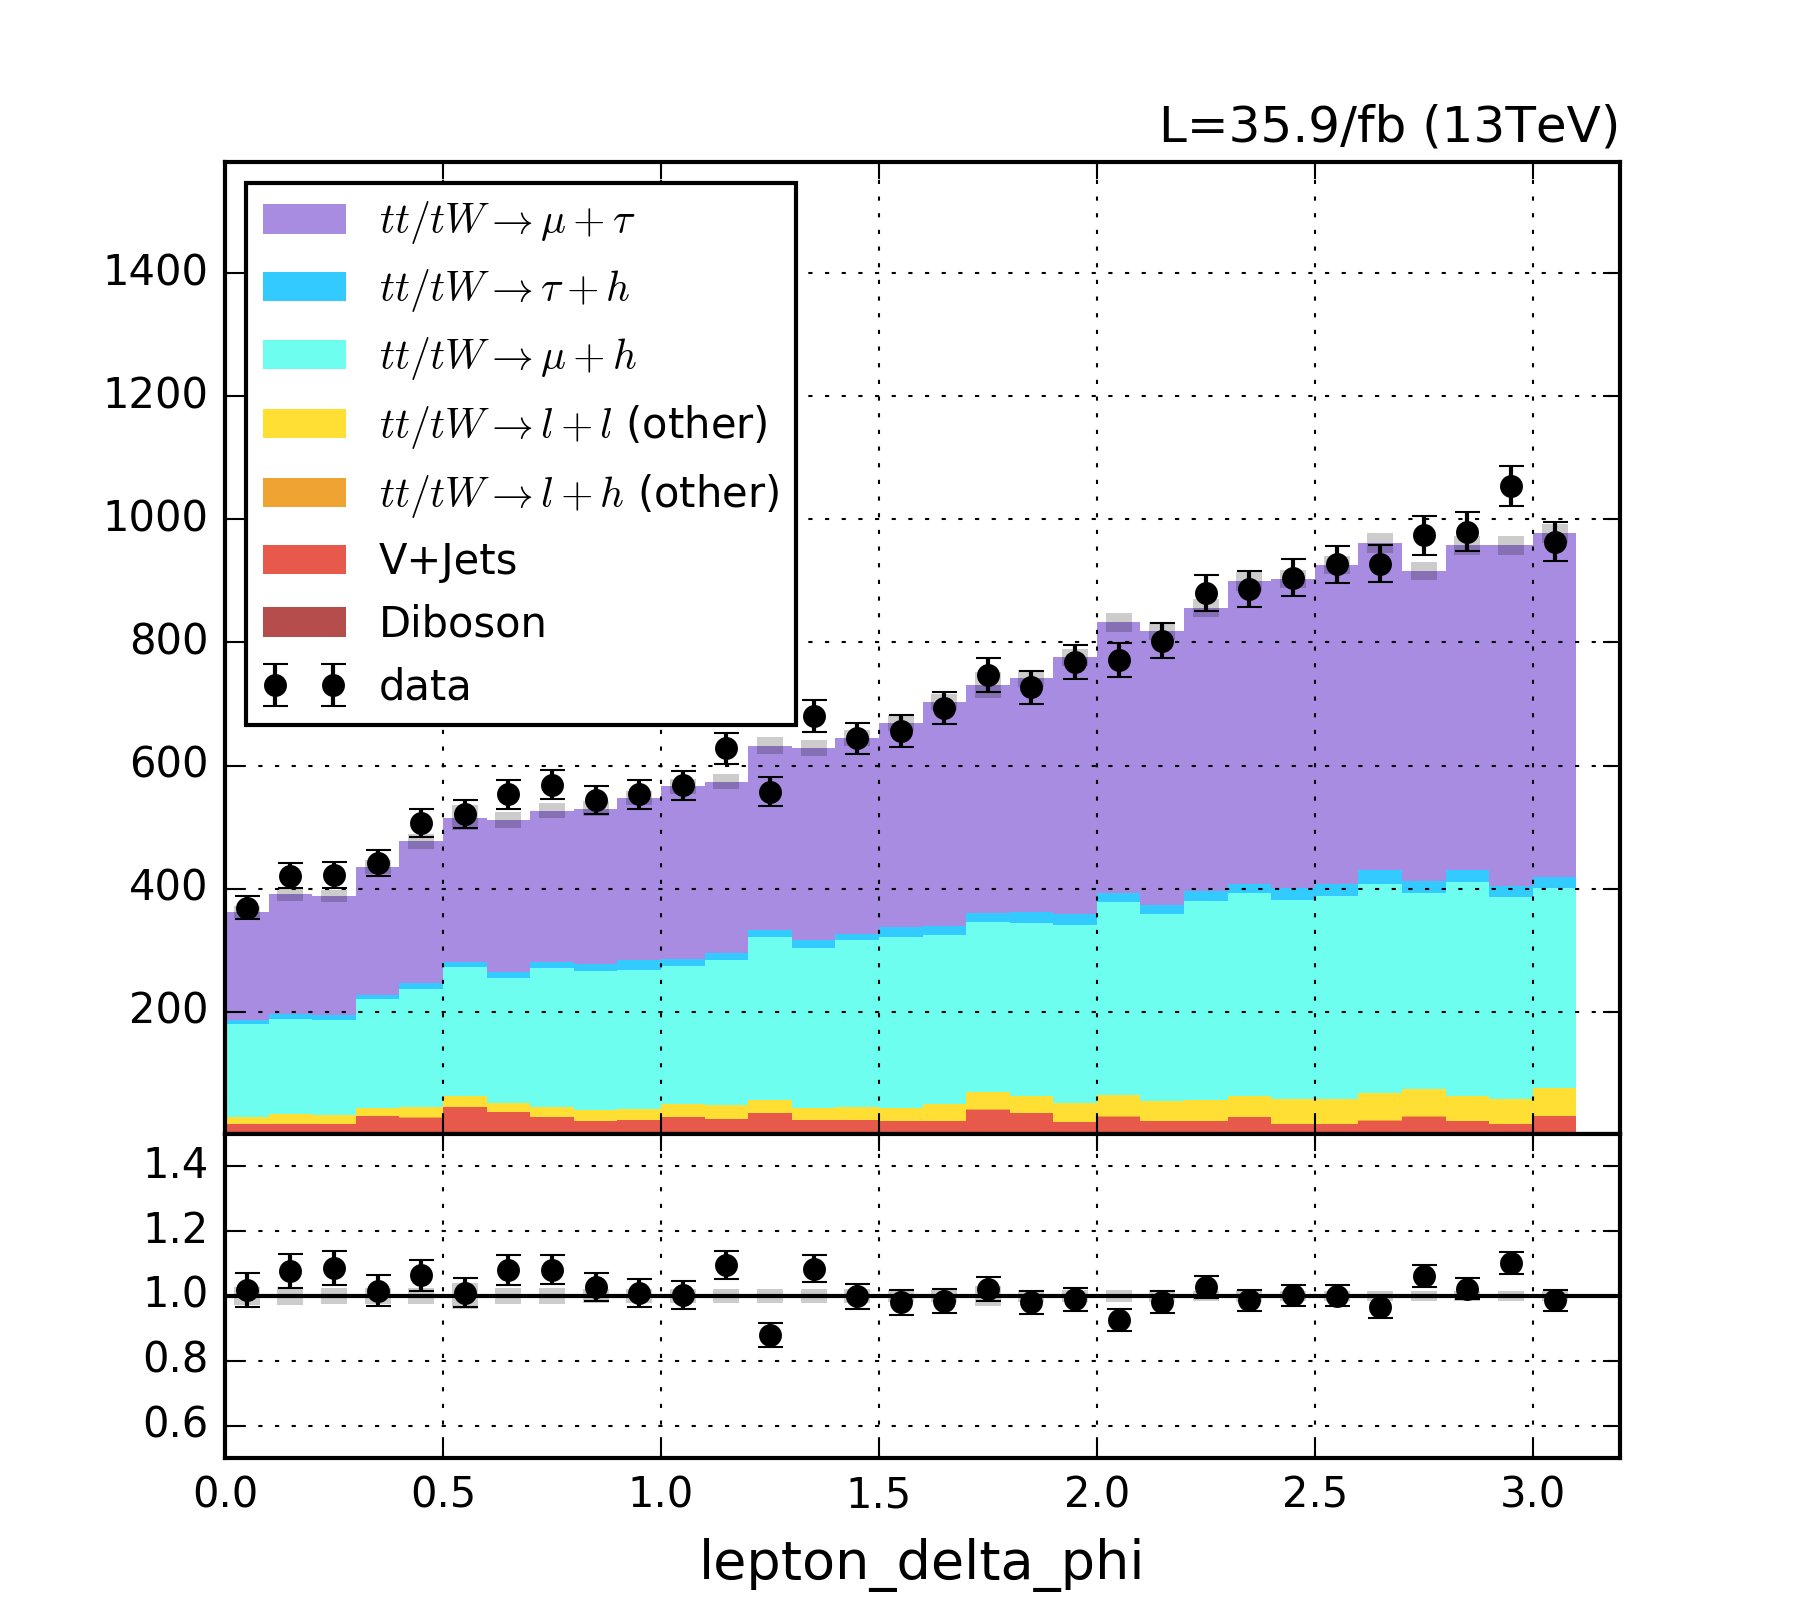 L=35.9/fb (13TeV)
tt/tW→μ+τ
tt/tW→τ+h
tt/tW→μ+h
tt/tW→l+l (other)
tt/tW→l+h (other)
V+Jets
Diboson
data
1400
1200
1000
800
600
400
200
1.4
1.2
1.0
0.8
0.6
0.0 0.5 1.0 1.5 2.0 2.5 3.0
lepton_delta_phi